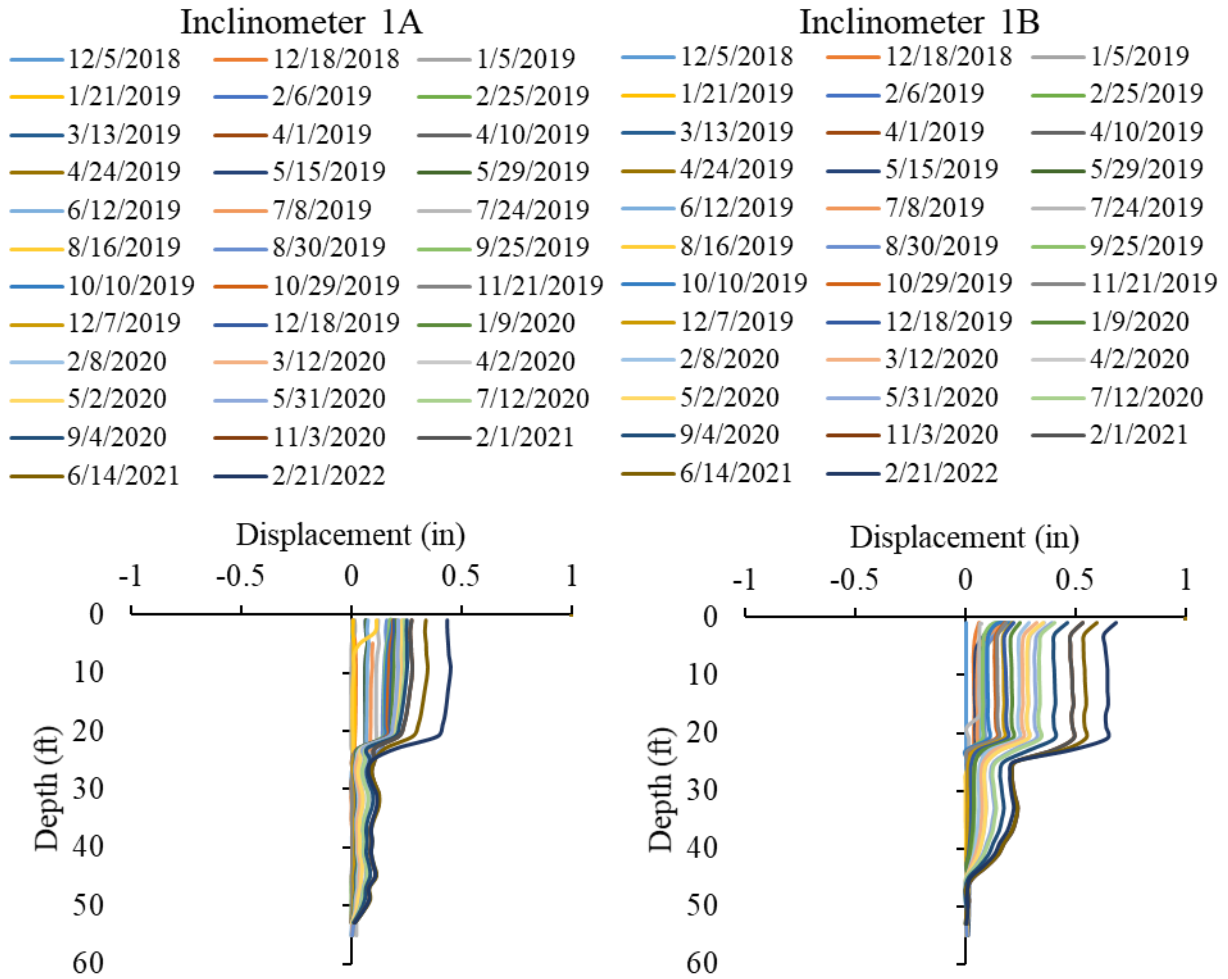 Inclinometer 1A
12/5/2018 12/18/2018 1/5/2019
1/21/2019 2/6/2019 2/25/2019
3/13/2019 4/1/2019 4/10/2019
4/24/2019 5/15/2019 5/29/2019
6/12/2019 7/8/2019 7/24/2019
8/16/2019 8/30/2019 9/25/2019
10/10/2019 10/29/2019 11/21/2019
12/7/2019 12/18/2019 1/9/2020
2/8/2020 3/12/2020 4/2/2020
5/2/2020 5/31/2020 7/12/2020
9/4/2020 11/3/2020 2/1/2021
6/14/2021 2/21/2022
Displacement (in)
-1 -0.5 0 0.5 1
0
10
20
30
40
50
60
Depth (ft)
Inclinometer 1B
12/5/2018 12/18/2018 1/5/2019
1/21/2019 2/6/2019 2/25/2019
3/13/2019 4/1/2019 4/10/2019
4/24/2019 5/15/2019 5/29/2019
6/12/2019 7/8/2019 7/24/2019
8/16/2019 8/30/2019 9/25/2019
10/10/2019 10/29/2019 11/21/2019
12/7/2019 12/18/2019 1/9/2020
2/8/2020 3/12/2020 4/2/2020
5/2/2020 5/31/2020 7/12/2020
9/4/2020 11/3/2020 2/1/2021
6/14/2021 2/21/2022
Displacement (in)
-1 -0.5 0 0.5 1
0
10
20
30
40
50
60
Depth (ft)